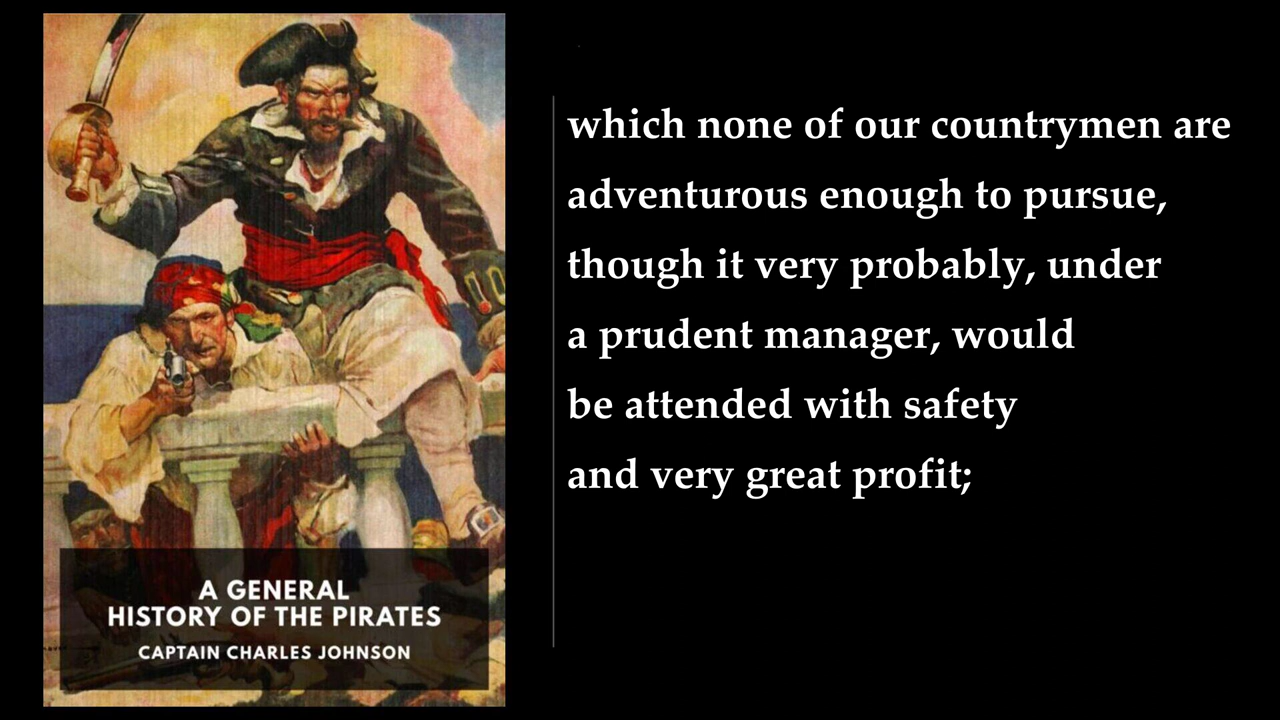 A GENERAL
HISTORY OF THE PIRATES
CAPTAIN CHARLES JOHNSON
which none of our countrymen are
adventurous enough to pursue,
though it very probably, under
a prudent manager, would
be attended with safety
and very great profit;